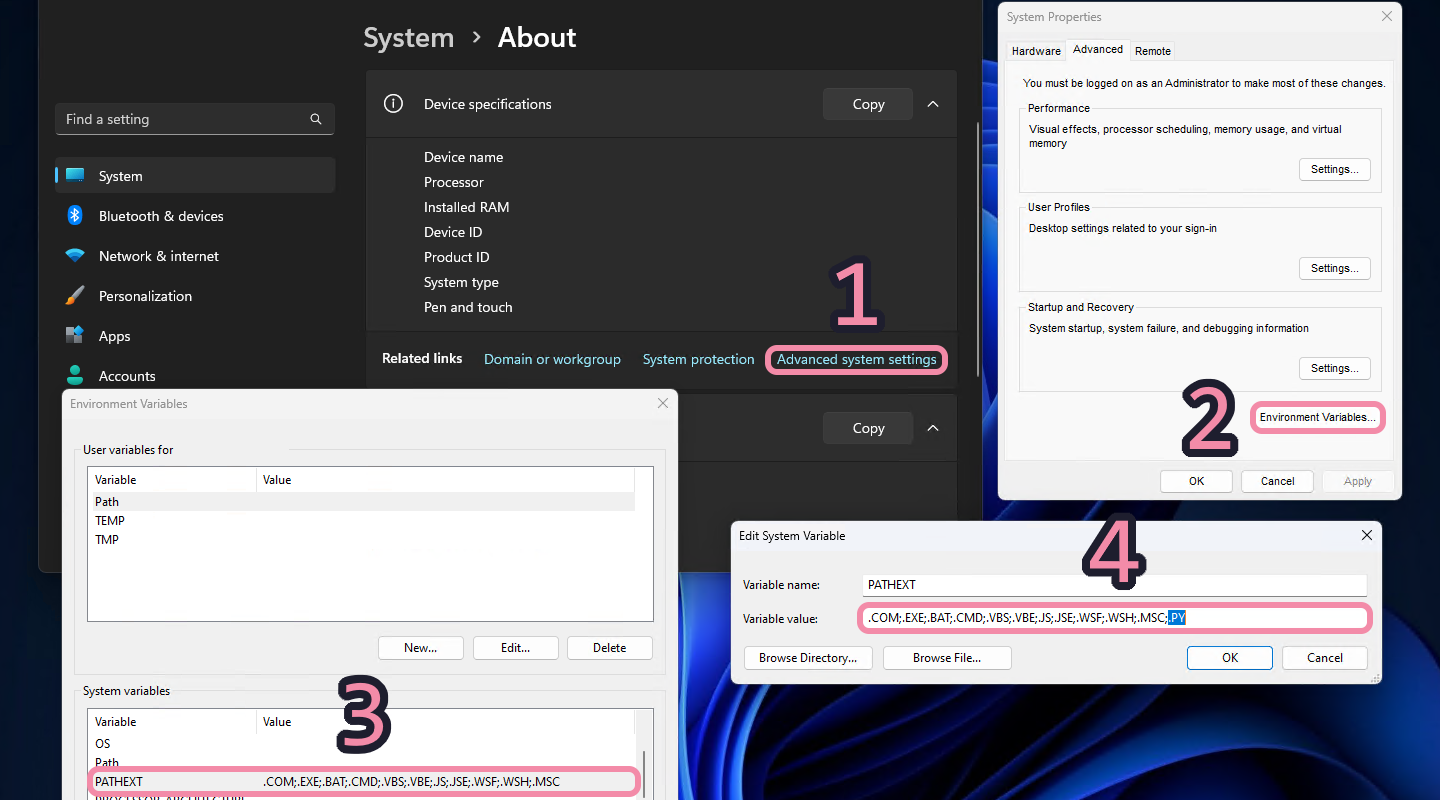 System > About
Find a setting
System
Bluetooth & devices
Network & internet
Personalization
Apps
Accounts
Device specifications
Copy
Device name
Processor
Installed RAM
Device ID
Product ID
System type
Pen and touch
1
Related links Domain or workgroup System protection Advanced system settings
Copy
System Properties
Hardware Advanced Remote
You must be logged on as an Administrator to make most of these changes.
Performance
Visual effects, processor scheduling, memory usage, and virtual
memory
Settings...
User Profiles
Desktop settings related to your sign-in
Settings...
Startup and Recovery
System startup, system failure, and debugging information
Settings...
2
Environment Variables...
OK Cancel Apply
Environment Variables
User variables for
Variable Value
Path
TEMP
TMP
New... Edit... Delete
System variables
3
Variable Value
OS
Path
PATHEXT .COM;.EXE;.BAT;.CMD;.VBS;.VBE;.JS;.JSE;.WSF;.WSH;.MSC
PROCESSOR_ARCHITECTURE
4
Edit System Variable
Variable name: PATHEXT
Variable value: .COM;.EXE;.BAT;.CMD;.VBS;.VBE;.JS;.JSE;.WSF;.WSH;.MSC;.PY
Browse Directory... Browse File... OK Cancel